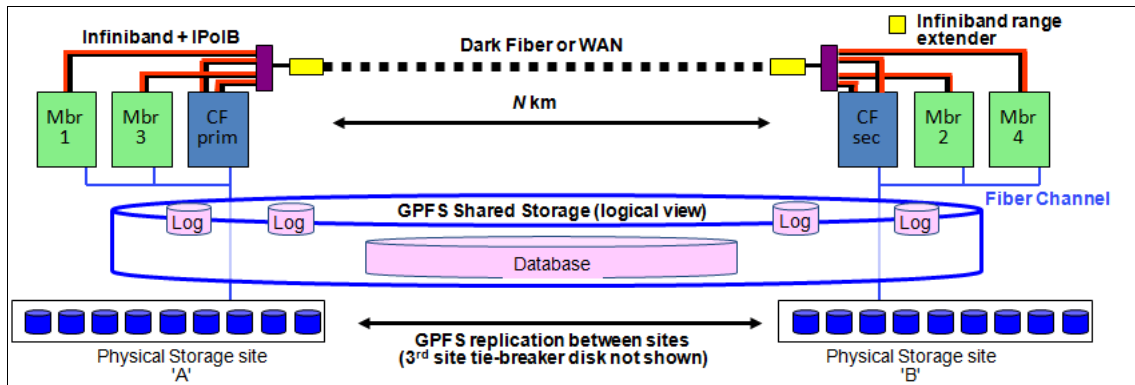 Infiniband + IPoIB
Dark Fiber or WAN
Infiniband range
extender
N km
Mbr
1
Mbr
3
CF
prim
CF
sec
Mbr
2
Mbr
4
Fiber Channel
GPFS Shared Storage (logical view)
Log
Log
Log
Log
Database
GPFS replication between sites
(3rd site tie-breaker disk not shown)
Physical Storage site
'A'
Physical Storage site
'B'